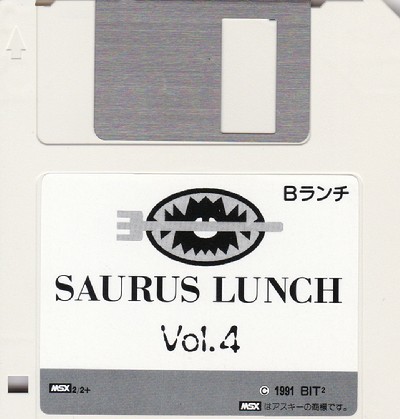 Bランチ
SAURUS LUNCH
Vol.4
MSX 2/2+
© 1991 BIT²
MSX はアスキーの商標です。